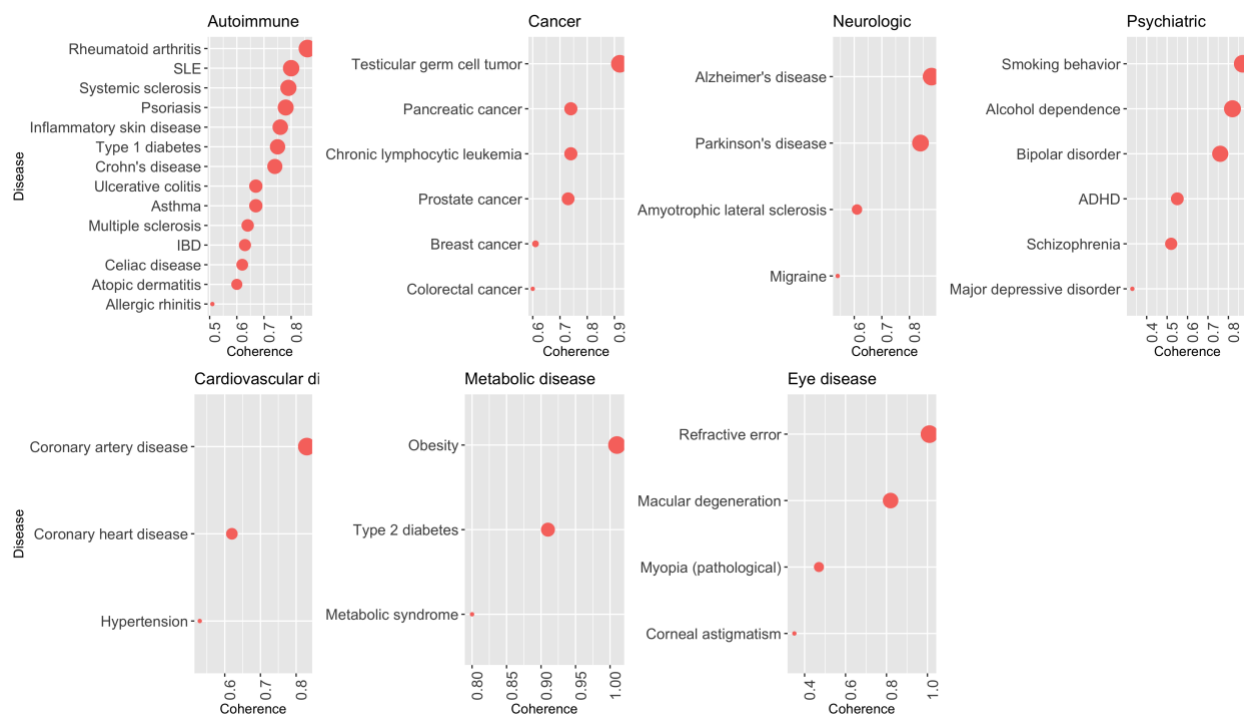 Autoimmune
Disease
Rheumatoid arthritis
SLE
Systemic sclerosis
Psoriasis
Inflammatory skin disease
Type 1 diabetes
Crohn's disease
Ulcerative colitis
Asthma
Multiple sclerosis
IBD
Celiac disease
Atopic dermatitis
Allergic rhinitis
0.5 0.6 0.7 0.8
Coherence
Cancer
Testicular germ cell tumor
Pancreatic cancer
Chronic lymphocytic leukemia
Prostate cancer
Breast cancer
Colorectal cancer
0.6 0.7 0.8 0.9
Coherence
Neurologic
Alzheimer's disease
Parkinson's disease
Amyotrophic lateral sclerosis
Migraine
0.6 0.7 0.8
Coherence
Psychiatric
Smoking behavior
Alcohol dependence
Bipolar disorder
ADHD
Schizophrenia
Major depressive disorder
0.4 0.5 0.6 0.7 0.8
Coherence
Cardiovascular di
Disease
Coronary artery disease
Coronary heart disease
Hypertension
0.6 0.7 0.8
Coherence
Metabolic disease
Obesity
Type 2 diabetes
Metabolic syndrome
0.80 0.85 0.90 0.95 1.00
Coherence
Eye disease
Refractive error
Macular degeneration
Myopia (pathological)
Corneal astigmatism
0.4 0.6 0.8 1.0
Coherence